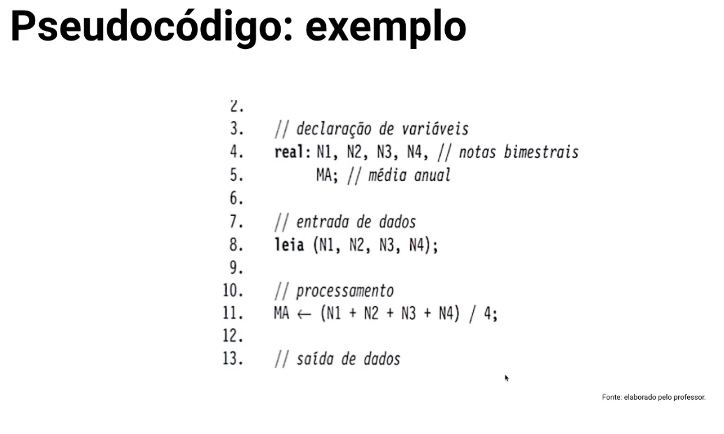 Pseudocódigo: exemplo
2.
3. // declaração de variáveis
4. real: N1, N2, N3, N4, // notas bimestrais
5. MA; // média anual
6.
7. // entrada de dados
8. leia (N1, N2, N3, N4);
9.
10. // processamento
11. MA ← (N1 + N2 + N3 + N4) / 4;
12.
13. // saída de dados
Fonte: elaborado pelo professor.